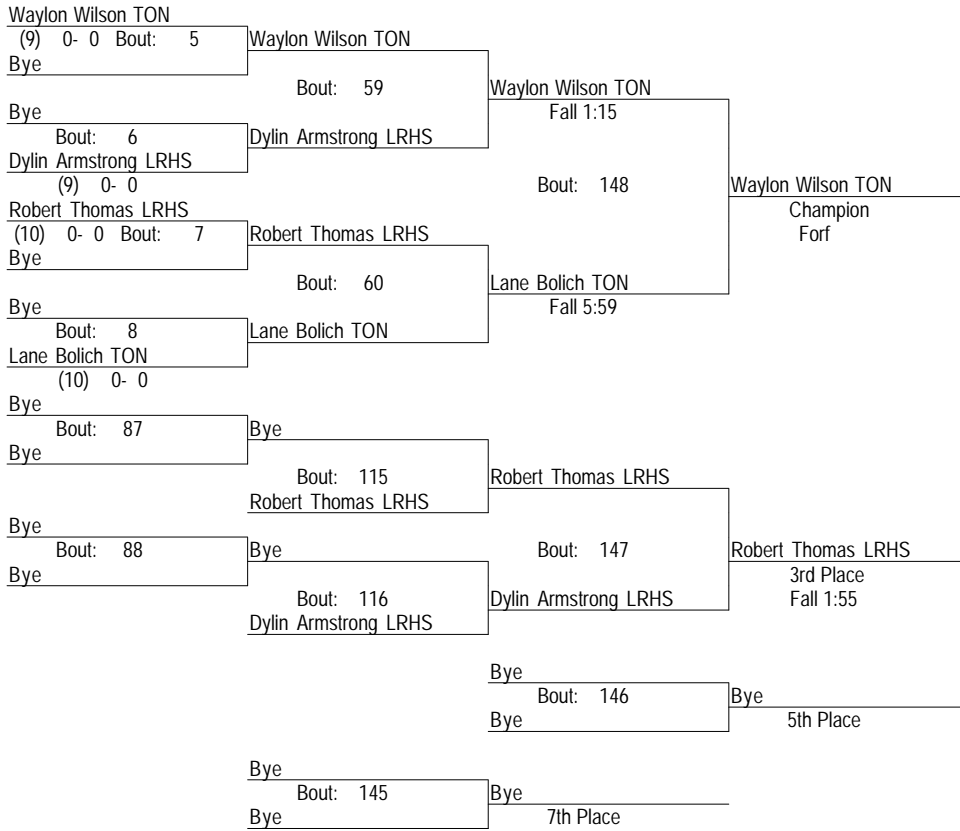 Waylon Wilson TON
(9) 0- 0 Bout: 5 Waylon Wilson TON
Bye
Bout: 59 Waylon Wilson TON
Bye Fall 1:15
Bout: 6 Dylin Armstrong LRHS
Dylin Armstrong LRHS
(9) 0- 0 Bout: 148 Waylon Wilson TON
Robert Thomas LRHS Champion
(10) 0- 0 Bout: 7 Robert Thomas LRHS Forf
Bye
Bout: 60 Lane Bolich TON
Bye Fall 5:59
Bout: 8 Lane Bolich TON
Lane Bolich TON
(10) 0- 0
Bye
Bout: 87 Bye
Bye
Bout: 115 Robert Thomas LRHS
Robert Thomas LRHS
Bye
Bout: 88 Bye Bout: 147 Robert Thomas LRHS
Bye 3rd Place
Bout: 116 Dylin Armstrong LRHS Fall 1:55
Dylin Armstrong LRHS
Bye
Bout: 146 Bye
Bye 5th Place
Bye
Bout: 145 Bye
Bye 7th Place